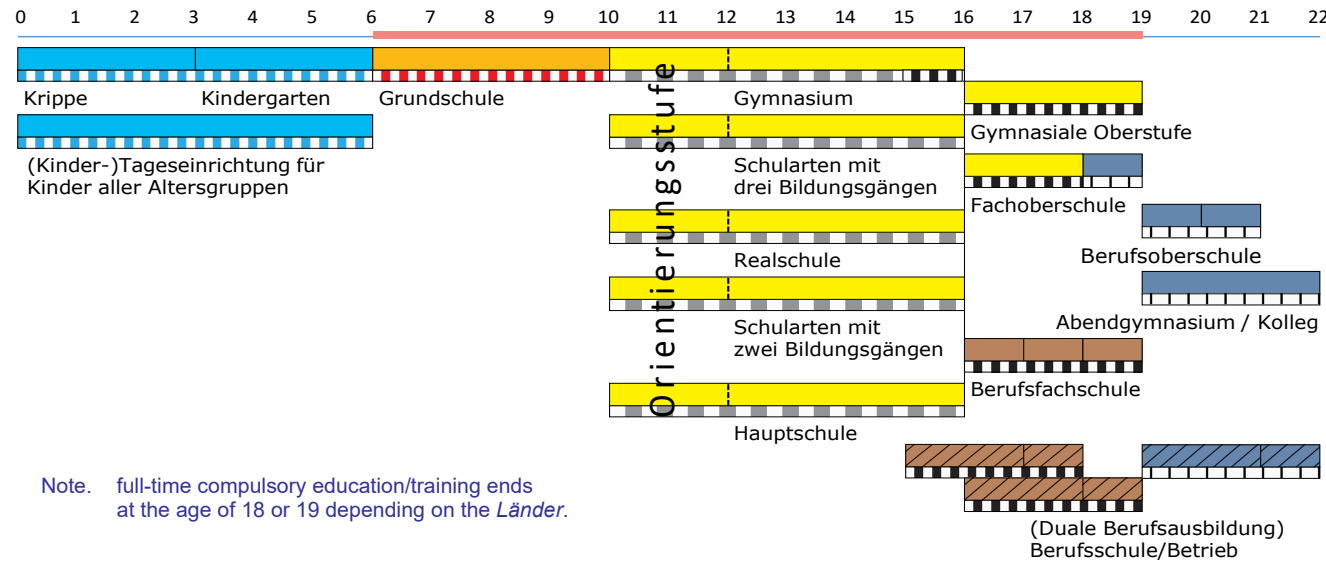 0 1 2 3 4 5 6 7 8 9 10 11 12 13 14 15 16 17 18 19 20 21 22
Krippe
Kindergarten
Grundschule
Gymnasium
Gymnasiale Oberstufe
(Kinder-)Tageseinrichtung für
Kinder aller Altersgruppen
Orientierungsstufe
Schularten mit
drei Bildungsgängen
Fachoberschule
Realschule
Berufsoberschule
Schularten mit
zwei Bildungsgängen
Abendgymnasium / Kolleg
Berufsfachschule
Hauptschule
Note. full-time compulsory education/training ends
at the age of 18 or 19 depending on the Länder.
(Duale Berufsausbildung)
Berufsschule/Betrieb